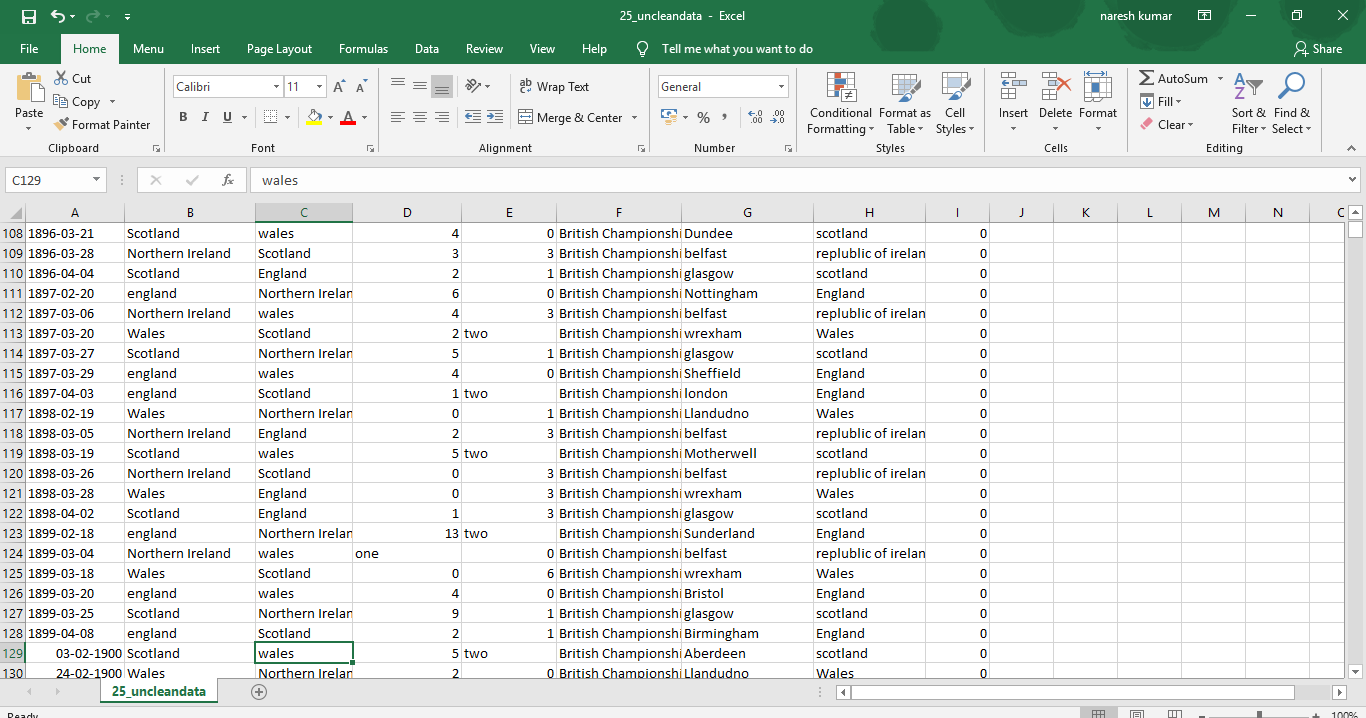 25_uncleandata - Excel
naresh kumar
File Home Menu Insert Page Layout Formulas Data Review View Help Tell me what you want to do Share
Paste Cut Copy Format Painter Clipboard
Calibri 11 A A B I U A Font
ab Wrap Text Merge & Center Alignment
General % , .00 Number
Conditional Formatting Format as Table Cell Styles Styles
Insert Delete Format Cells
AutoSum Fill Clear Sort & Filter Find & Select Editing
C129 fx wales
A B C D E F G H I J K L M N
108 1896-03-21 Scotland wales 4 0 British Championshi Dundee scotland 0
109 1896-03-28 Northern Ireland Scotland 3 3 British Championshi belfast replublic of irelan 0
110 1896-04-04 Scotland England 2 1 British Championshi glasgow scotland 0
111 1897-02-20 england Northern Irelan 6 0 British Championshi Nottingham England 0
112 1897-03-06 Northern Ireland wales 4 3 British Championshi belfast replublic of irelan 0
113 1897-03-20 Wales Scotland 2 two British Championshi wrexham Wales 0
114 1897-03-27 Scotland Northern Irelan 5 1 British Championshi glasgow scotland 0
115 1897-03-29 england wales 4 0 British Championshi Sheffield England 0
116 1897-04-03 england Scotland 1 two British Championshi london England 0
117 1898-02-19 Wales Northern Irelan 0 1 British Championshi Llandudno Wales 0
118 1898-03-05 Northern Ireland England 2 3 British Championshi belfast replublic of irelan 0
119 1898-03-19 Scotland wales 5 two British Championshi Motherwell scotland 0
120 1898-03-26 Northern Ireland Scotland 0 3 British Championshi belfast replublic of irelan 0
121 1898-03-28 Wales England 0 3 British Championshi wrexham Wales 0
122 1898-04-02 Scotland England 1 3 British Championshi glasgow scotland 0
123 1899-02-18 england Northern Irelan 13 two British Championshi Sunderland England 0
124 1899-03-04 Northern Ireland wales one 0 British Championshi belfast replublic of irelan 0
125 1899-03-18 Wales Scotland 0 6 British Championshi wrexham Wales 0
126 1899-03-20 england wales 4 0 British Championshi Bristol England 0
127 1899-03-25 Scotland Northern Irelan 9 1 British Championshi glasgow scotland 0
128 1899-04-08 england Scotland 2 1 British Championshi Birmingham England 0
129 03-02-1900 Scotland wales 5 two British Championshi Aberdeen scotland 0
130 24-02-1900 Wales Northern Irelan 2 0 British Championshi Llandudno Wales 0
25_uncleandata
Ready 100%